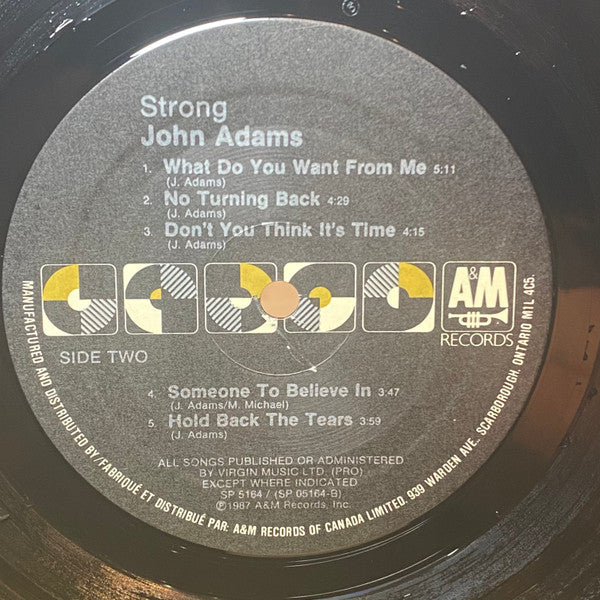 Strong
John Adams
1. What Do You Want From Me 5:11
(J. Adams)
2. No Turning Back 4:29
(J. Adams)
3. Don't You Think It's Time 4:15
(J. Adams)
A&M
RECORDS
SIDE TWO
4. Someone To Believe In 3:47
(J. Adams/M. Michael)
5. Hold Back The Tears 3:59
(J. Adams)
ALL SONGS PUBLISHED OR ADMINISTERED
BY VIRGIN MUSIC LTD. (PRO)
EXCEPT WHERE INDICATED
SP 5164 / (SP 05164-B)
℗1987 A&M Records, Inc.
MANUFACTURED AND DISTRIBUTED BY/FABRIQUÉ ET DISTRIBUÉ PAR: A&M RECORDS OF CANADA LIMITED. 939 WARDEN AVE. SCARBOROUGH, ONTARIO M1L 4C5.